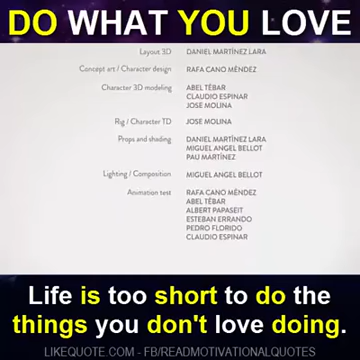 DO WHAT YOU LOVE
Layout 3D DANIEL MARTÍNEZ LARA
Concept art / Character design RAFA CANO MÉNDEZ
Character 3D modeling ABEL TÉBAR
CLAUDIO ESPINAR
JOSE MOLINA
Rig / Character TD JOSE MOLINA
Props and shading DANIEL MARTÍNEZ LARA
MIGUEL ANGEL BELLOT
PAU MARTÍNEZ
Lighting / Composition MIGUEL ANGEL BELLOT
Animation test RAFA CANO MÉNDEZ
ABEL TÉBAR
ALBERT PAPASEIT
ESTEBAN ERRANDO
PEDRO FLORIDO
CLAUDIO ESPINAR
Life is too short to do the
things you don't love doing.
LIKEQUOTE.COM - FB/READMOTIVATIONALQUOTES